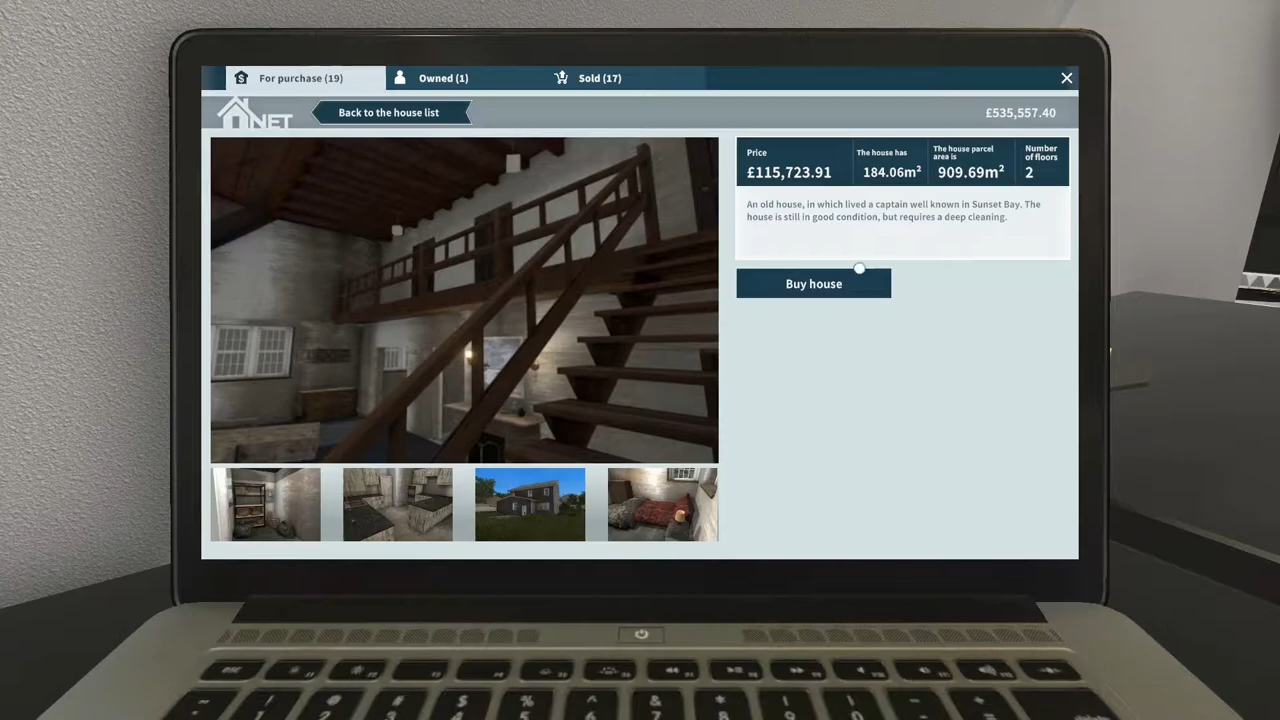 For purchase (19)
Owned (1)
Sold (17)
NET
Back to the house list
£535,557.40
Price
£115,723.91
The house has
184.06m²
The house parcel
area is
909.69m²
Number
of floors
2
An old house, in which lived a captain well known in Sunset Bay. The
house is still in good condition, but requires a deep cleaning.
Buy house